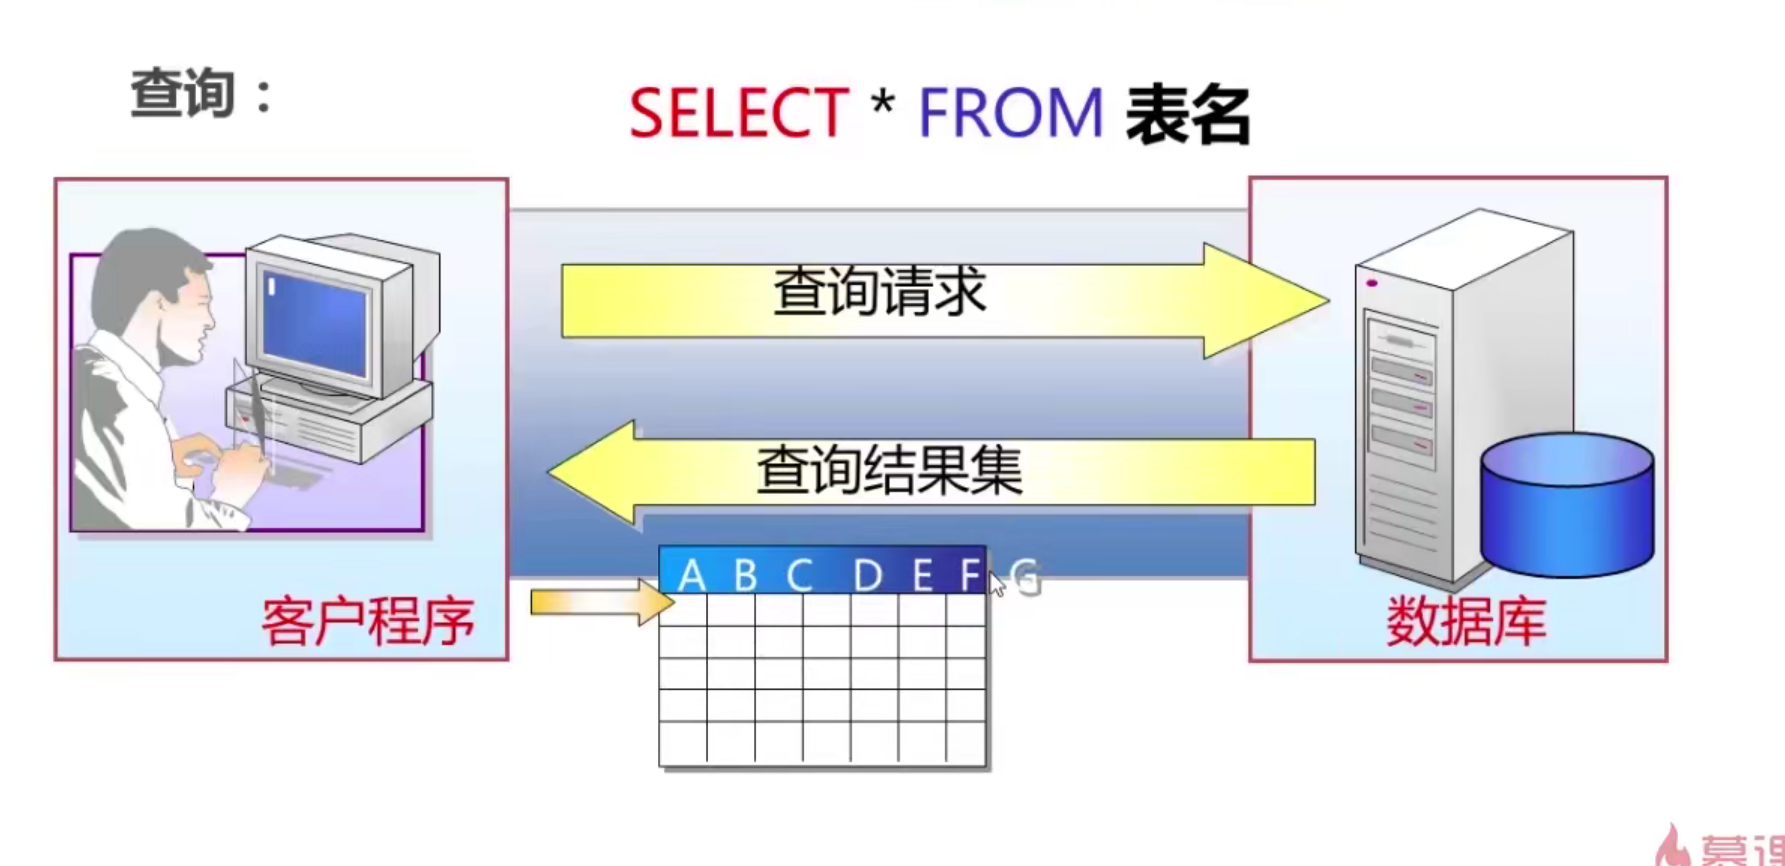 查询：
SELECT * FROM 表名
查询请求
查询结果集
A B C D E F G
客户程序
数据库
慕课